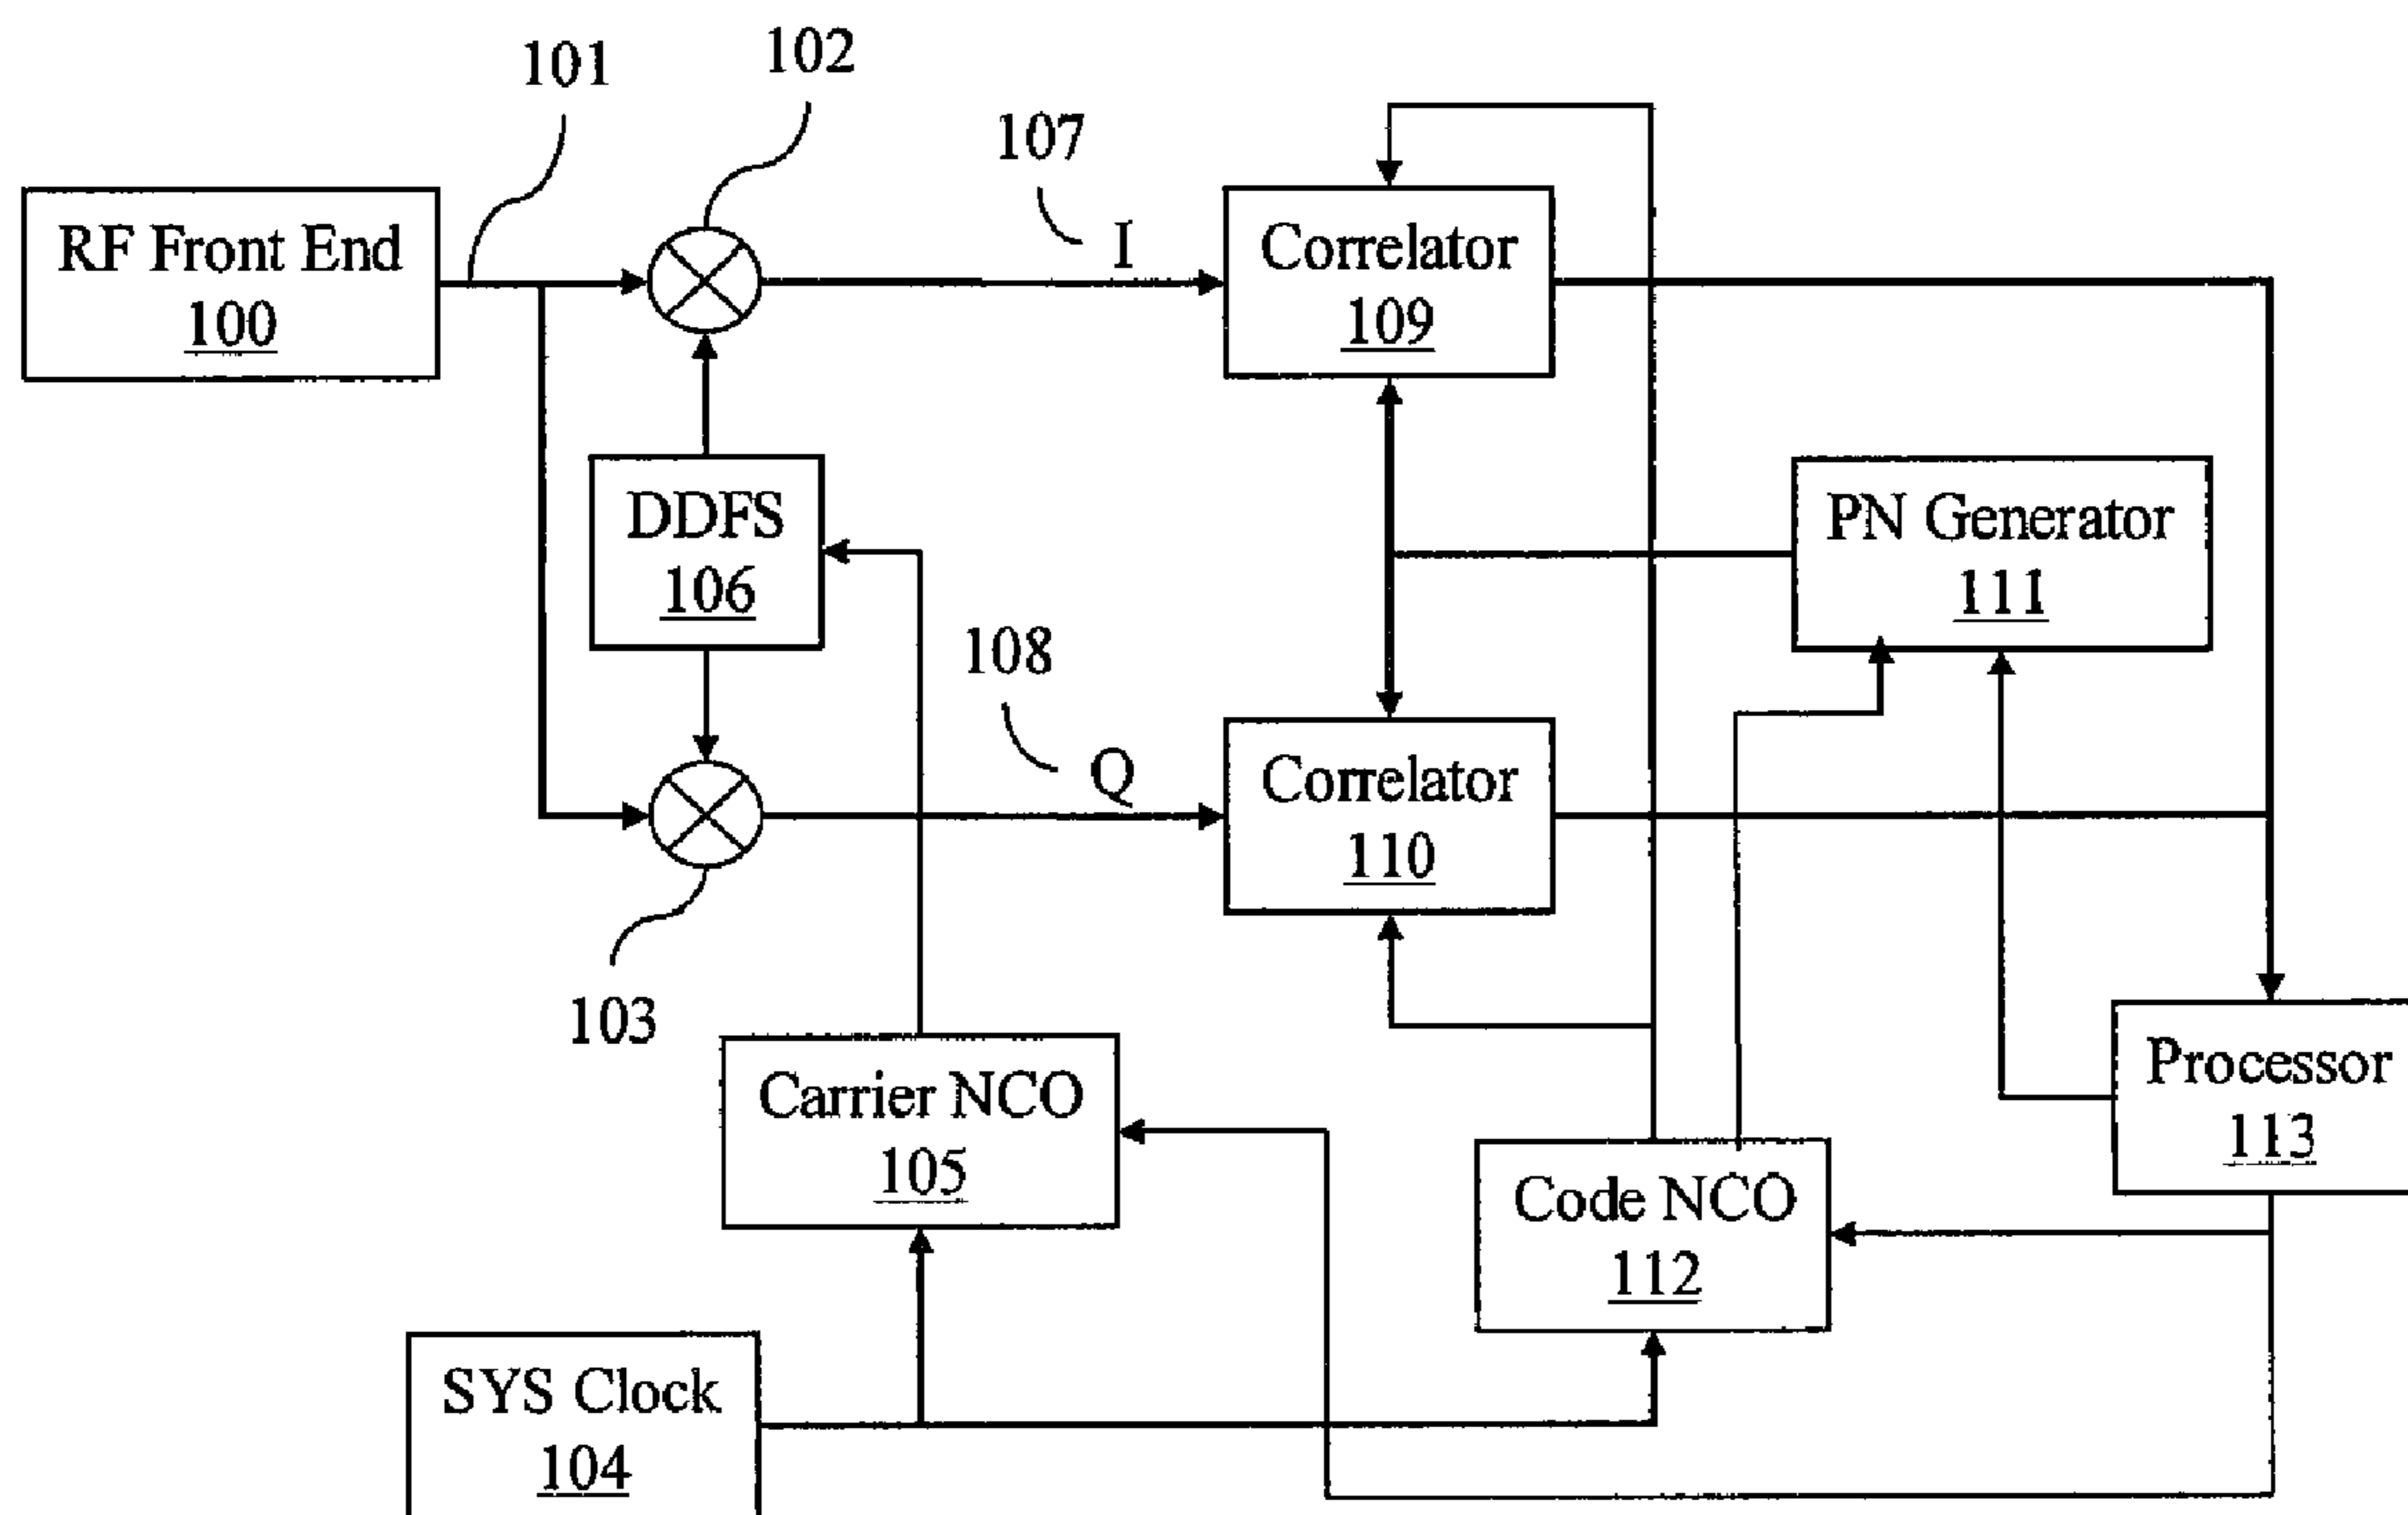 101
102
107
RF Front End
100
I
Correlator
109
DDFS
106
PN Generator
111
108
Q
Correlator
110
103
Carrier NCO
105
Processor
113
Code NCO
112
SYS Clock
104